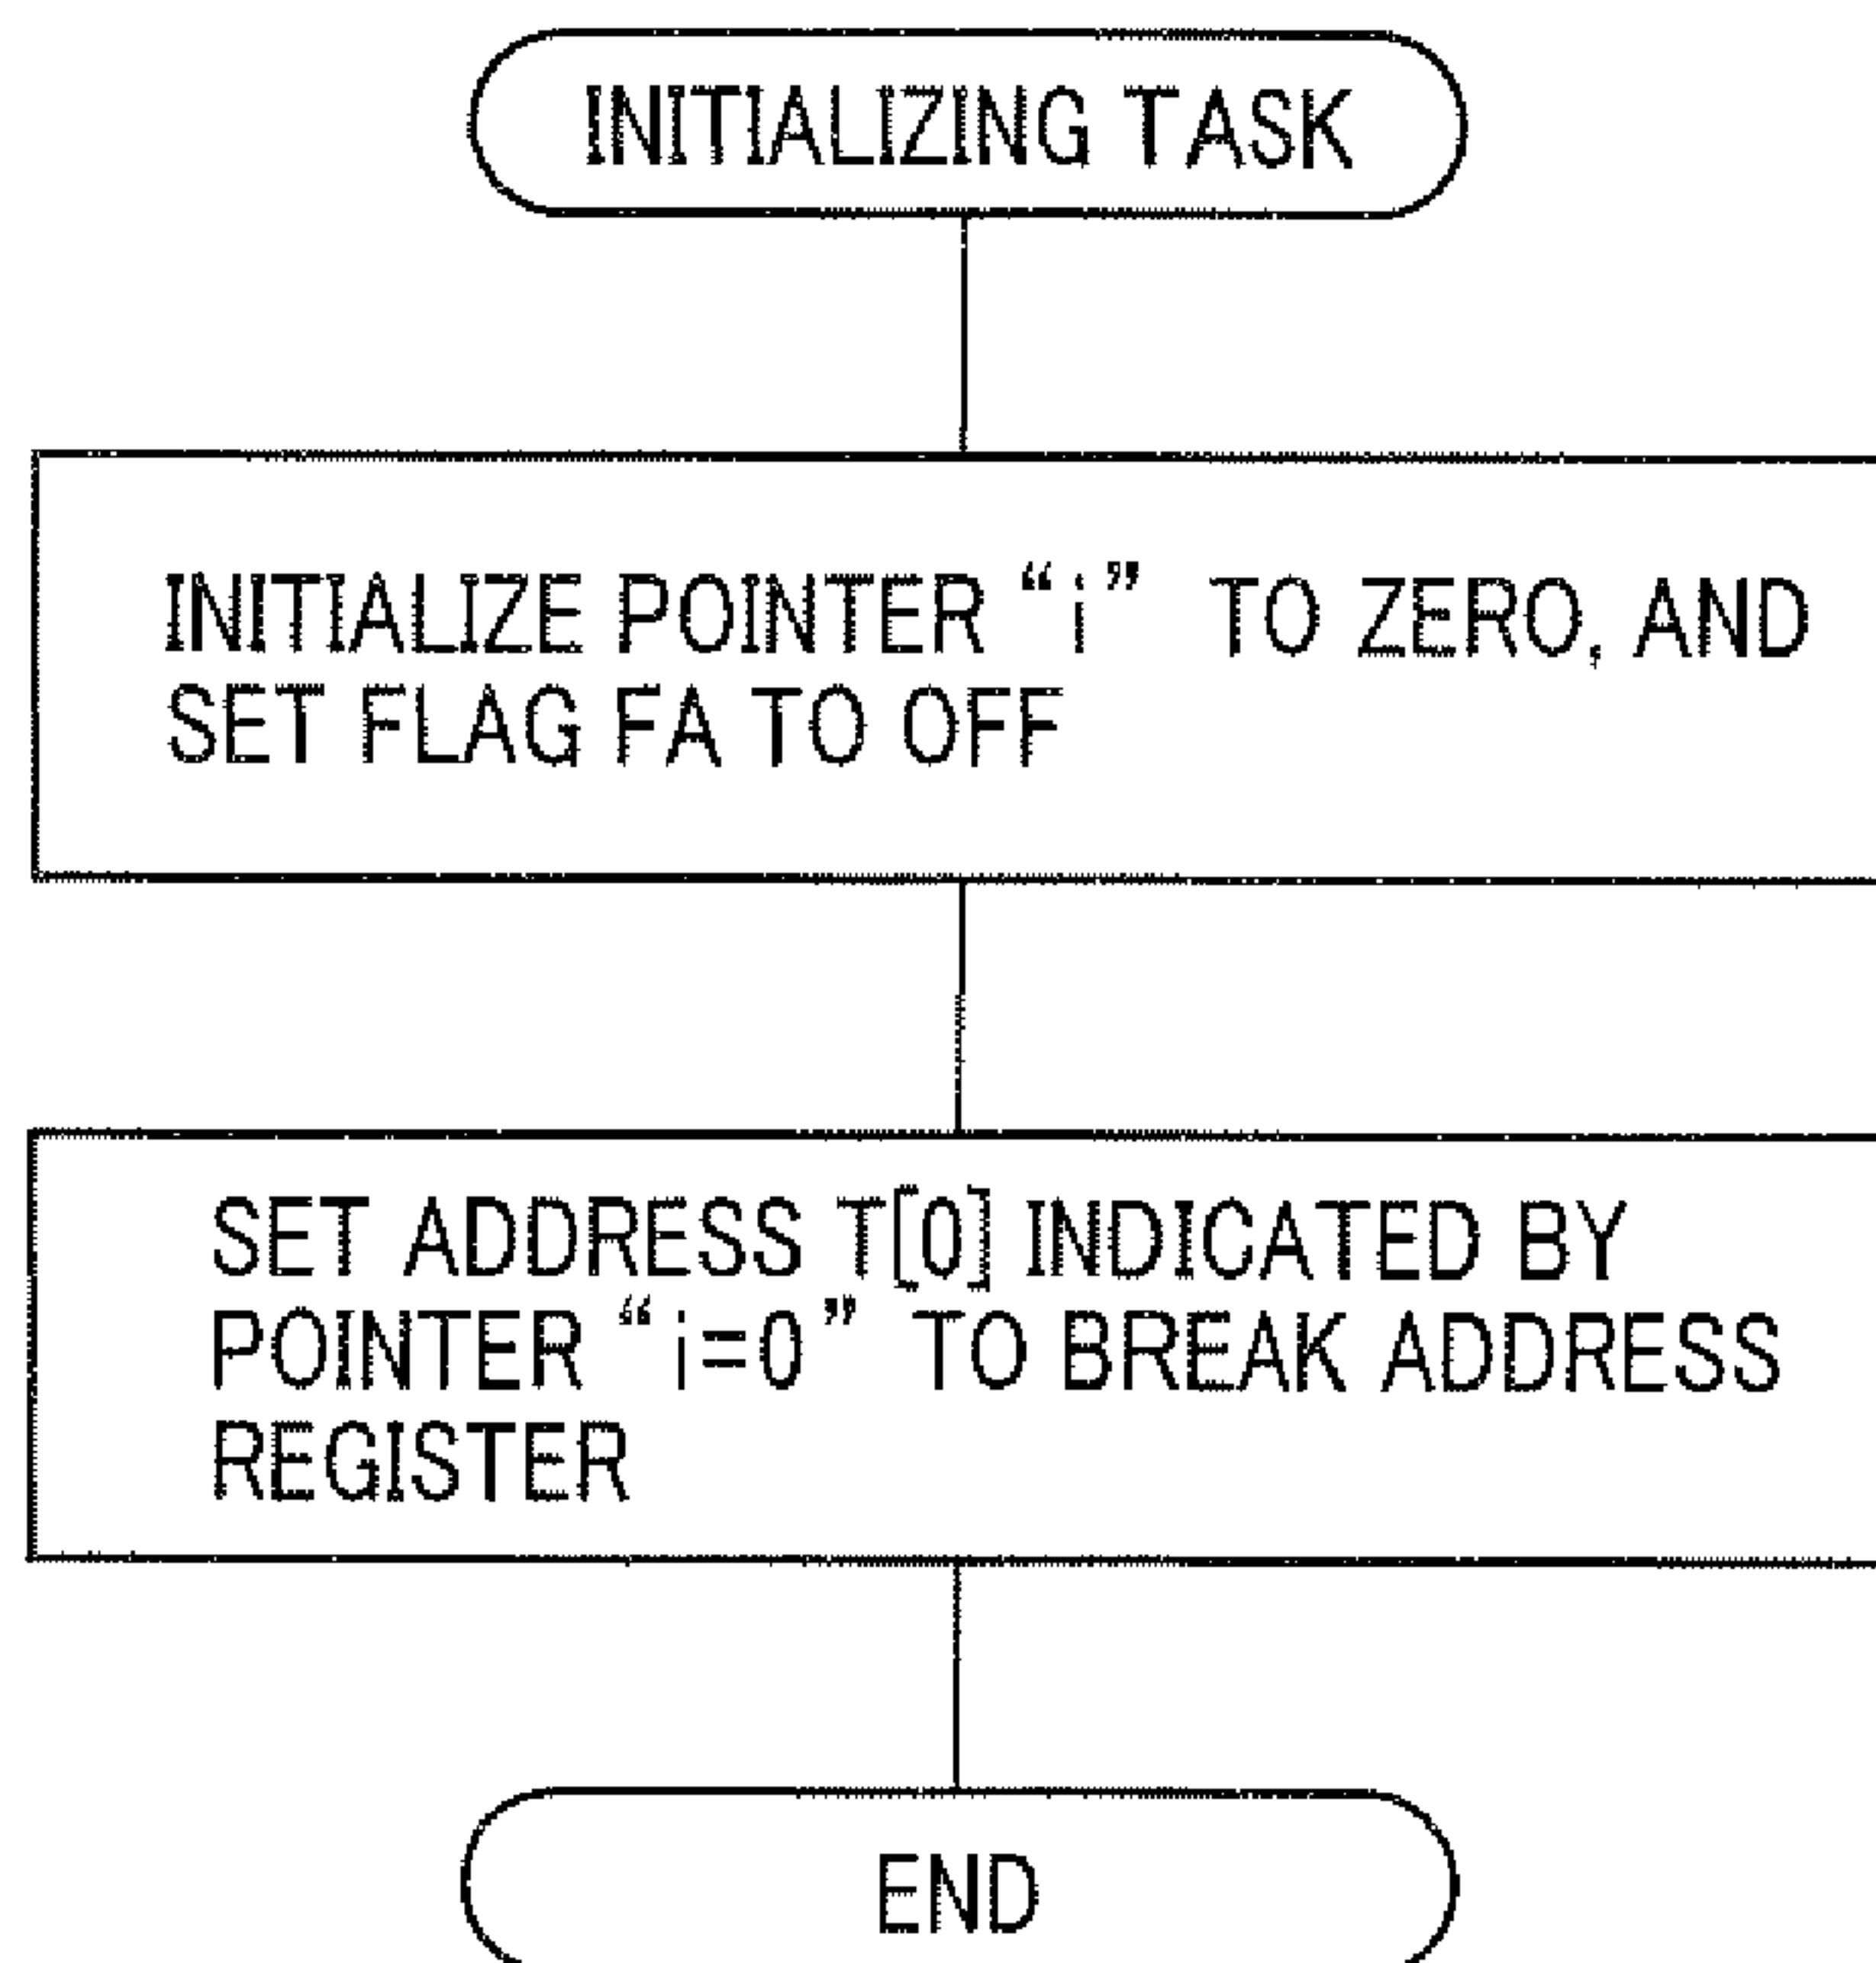 INITIALIZING TASK
INITIALIZE POINTER “i” TO ZERO, AND
SET FLAG FA TO OFF
SET ADDRESS T[0] INDICATED BY
POINTER “i=0” TO BREAK ADDRESS
REGISTER
END